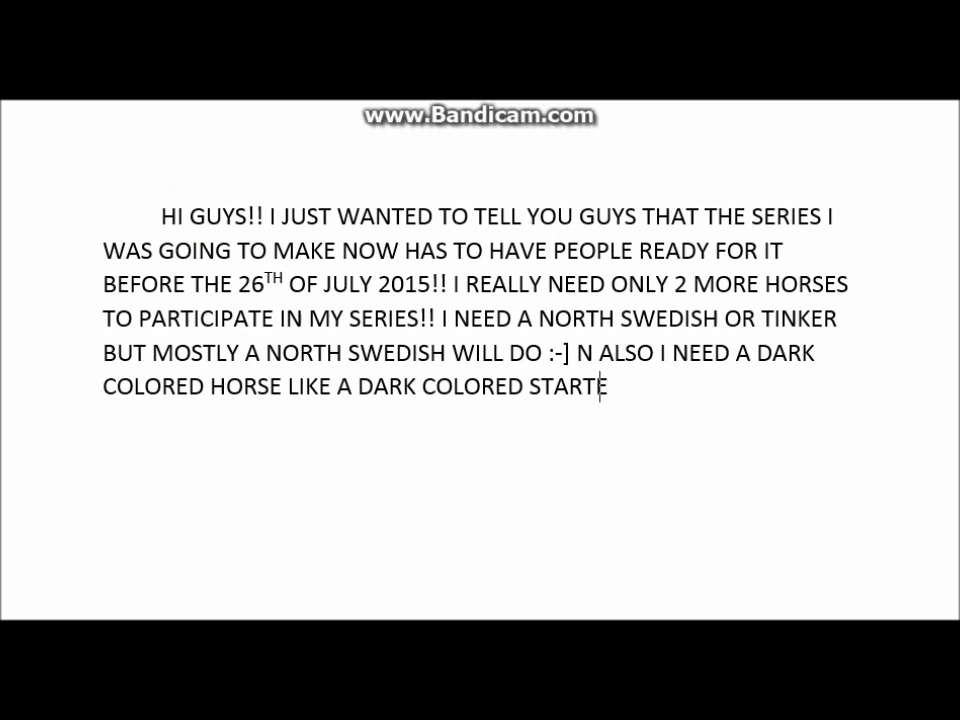 www.Bandicam.com
HI GUYS!! I JUST WANTED TO TELL YOU GUYS THAT THE SERIES I
WAS GOING TO MAKE NOW HAS TO HAVE PEOPLE READY FOR IT
BEFORE THE 26TH OF JULY 2015!! I REALLY NEED ONLY 2 MORE HORSES
TO PARTICIPATE IN MY SERIES!! I NEED A NORTH SWEDISH OR TINKER
BUT MOSTLY A NORTH SWEDISH WILL DO :-] N ALSO I NEED A DARK
COLORED HORSE LIKE A DARK COLORED STARTE